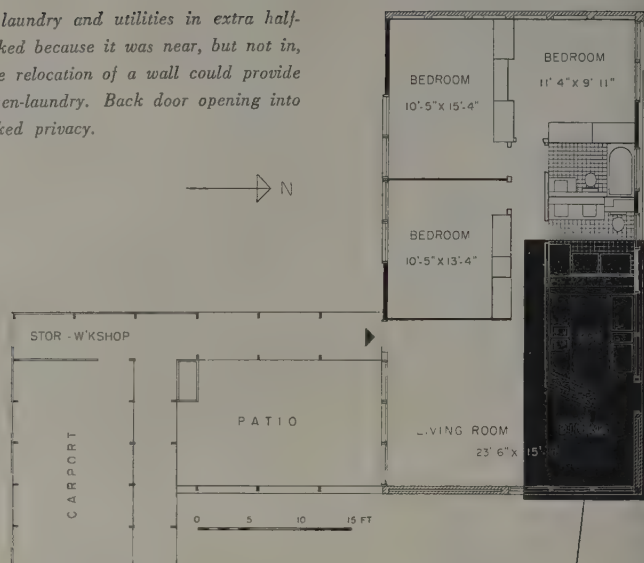 laundry and utilities in extra half-
ked because it was near, but not in,
e relocation of a wall could provide
en-laundry. Back door opening into
ked privacy.
N
BEDROOM
10'-5" X 15'-4"
BEDROOM
11' 4" X 9' 11"
BEDROOM
10'-5" X 13'-4"
STOR - W'KSHOP
PATIO
LIVING ROOM
23' 6" X 15'
CARPORT
0 5 10 15 FT